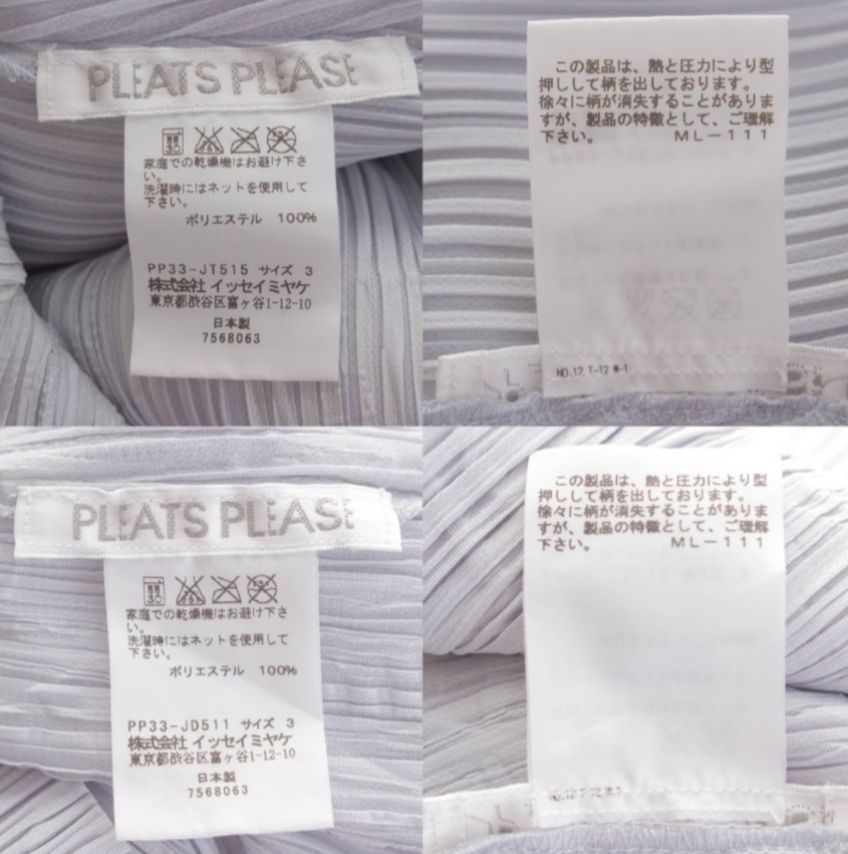 PLEATS PLEASE
家庭での乾燥機はお避け下さ
い。
洗濯時にはネットを使用して
下さい。
ポリエステル 100%
PP33-JT515 サイズ 3
株式会社 イッセイミヤケ
東京都渋谷区富ヶ谷1-12-10
日本製
7568063
この製品は、熱と圧力により型
押しして柄を出しております。
徐々に柄が消失することがありま
すが、製品の特徴として、ご理解
下さい。 ML-111
NO.12 T-12 W-1
L
PLEATS PLEASE
家庭での乾燥機はお避け下さ
い。
洗濯時にはネットを使用して
下さい。
ポリエステル 100%
PP33-JD511 サイズ 3
株式会社 イッセイミヤケ
東京都渋谷区富ヶ谷1-12-10
日本製
7568063
この製品は、熱と圧力により型
押しして柄を出しております。
徐々に柄が消失することがありま
すが、製品の特徴として、ご理解
下さい。 ML-111